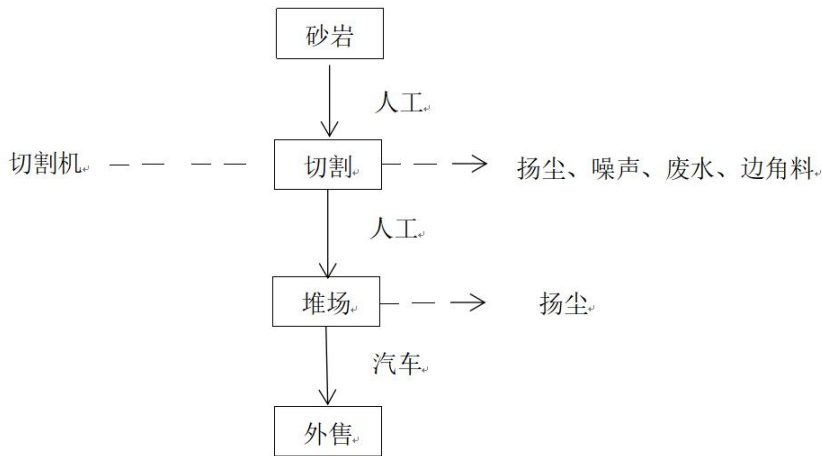 砂岩
人工
切割机
切割
扬尘、噪声、废水、边角料
人工
堆场
扬尘
汽车
外售